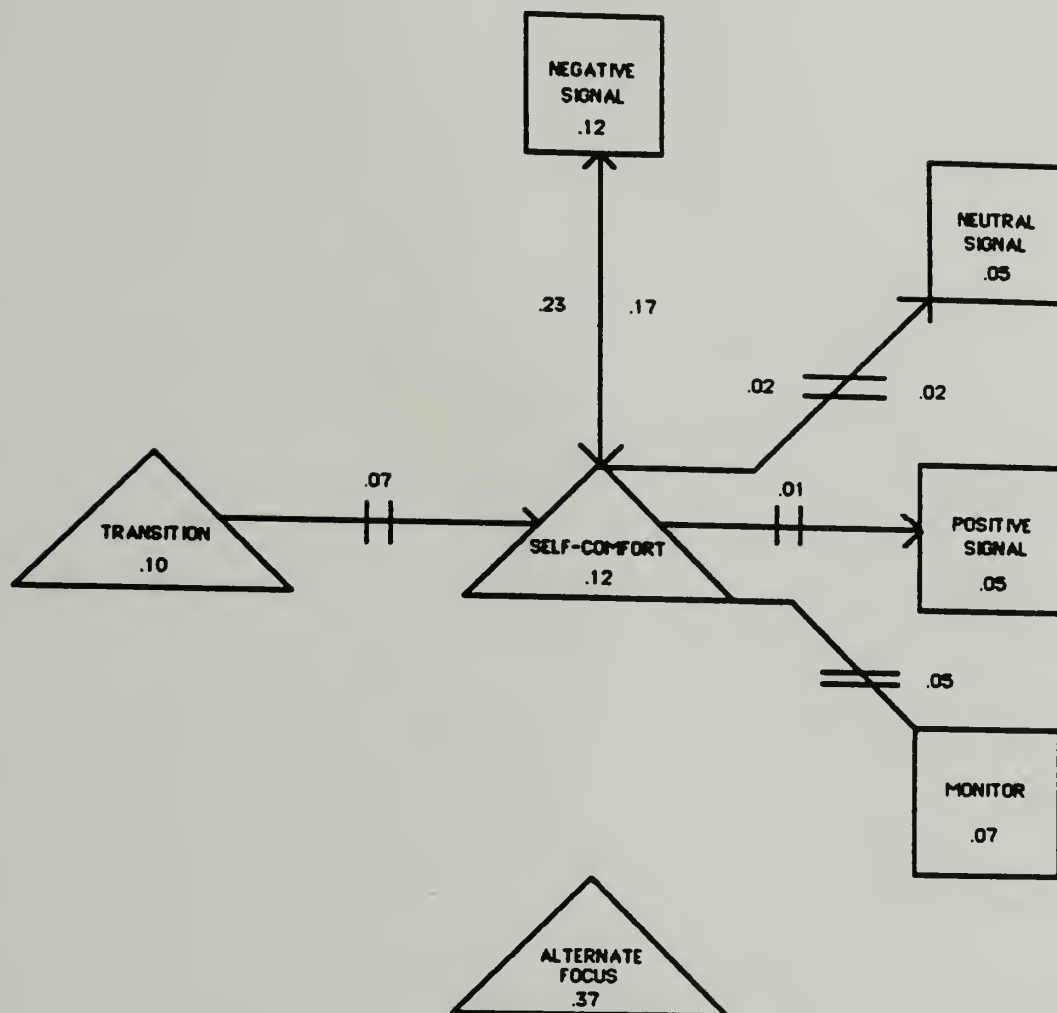 NEGATIVE
SIGNAL
.12
NEUTRAL
SIGNAL
.05
.23
.17
.02
.02
.07
.01
TRANSITION
.10
SELF-COMFORT
.12
POSITIVE
SIGNAL
.05
.05
MONITOR
.07
ALTERNATE
FOCUS
.37